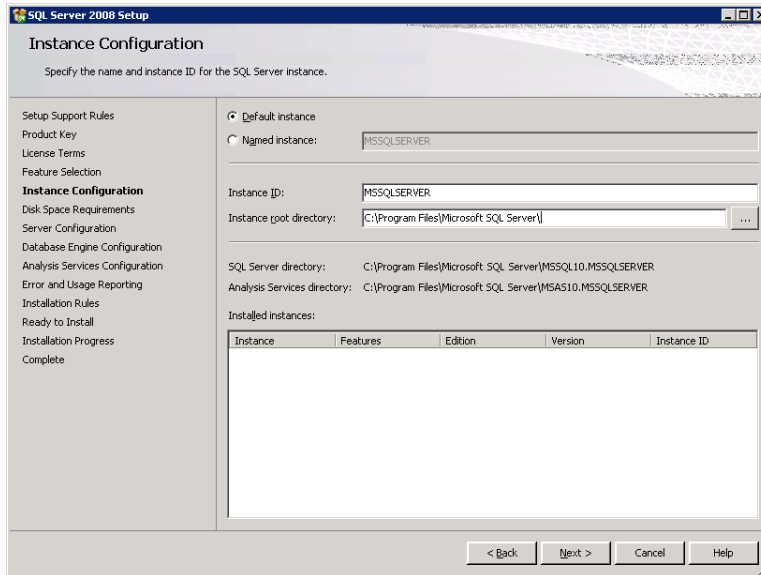 SQL Server 2008 Setup
Instance Configuration
Specify the name and instance ID for the SQL Server instance.
Setup Support Rules
Product Key
License Terms
Feature Selection
Instance Configuration
Disk Space Requirements
Server Configuration
Database Engine Configuration
Analysis Services Configuration
Error and Usage Reporting
Installation Rules
Ready to Install
Installation Progress
Complete
Default instance
Named instance: MSSQLSERVER
Instance ID: MSSQLSERVER
Instance root directory: C:\Program Files\Microsoft SQL Server\
...
SQL Server directory: C:\Program Files\Microsoft SQL Server\MSSQL10.MSSQLSERVER
Analysis Services directory: C:\Program Files\Microsoft SQL Server\MSAS10.MSSQLSERVER
Installed instances:
Instance Features Edition Version Instance ID
< Back Next > Cancel Help